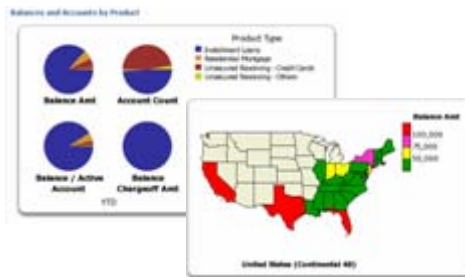 Balances and Accounts by Product
Product Type
Installment Loans
Residential Mortgage
Unsecured Revolving - Credit Cards
Unsecured Revolving - Others
Balance Amt
Account Count
Balance / Active
Account
Balance
Chargeoff Amt
YTD
Balance Amt
100,000
75,000
50,000
United States (Continental 48)